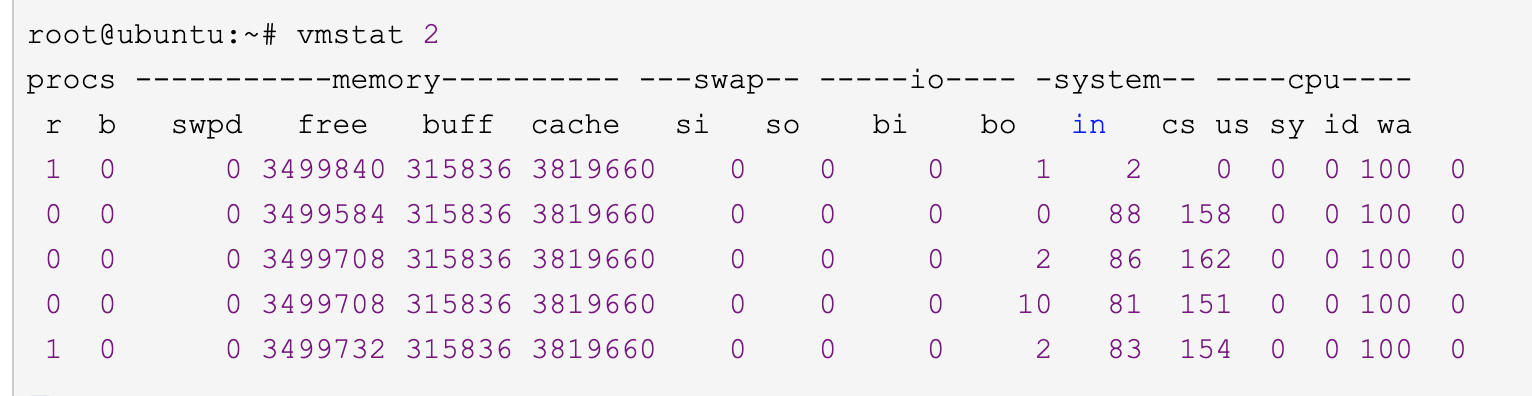 root@ubuntu:~# vmstat 2
procs -----------memory---------- ---swap-- -----io---- -system-- ----cpu----
 r  b   swpd   free   buff  cache   si   so    bi    bo   in   cs us sy id wa
 1  0      0 3499840 315836 3819660    0    0     0     1    2    0  0  0 100  0
 0  0      0 3499584 315836 3819660    0    0     0     0   88  158  0  0 100  0
 0  0      0 3499708 315836 3819660    0    0     0     2   86  162  0  0 100  0
 0  0      0 3499708 315836 3819660    0    0     0    10   81  151  0  0 100  0
 1  0      0 3499732 315836 3819660    0    0     0     2   83  154  0  0 100  0